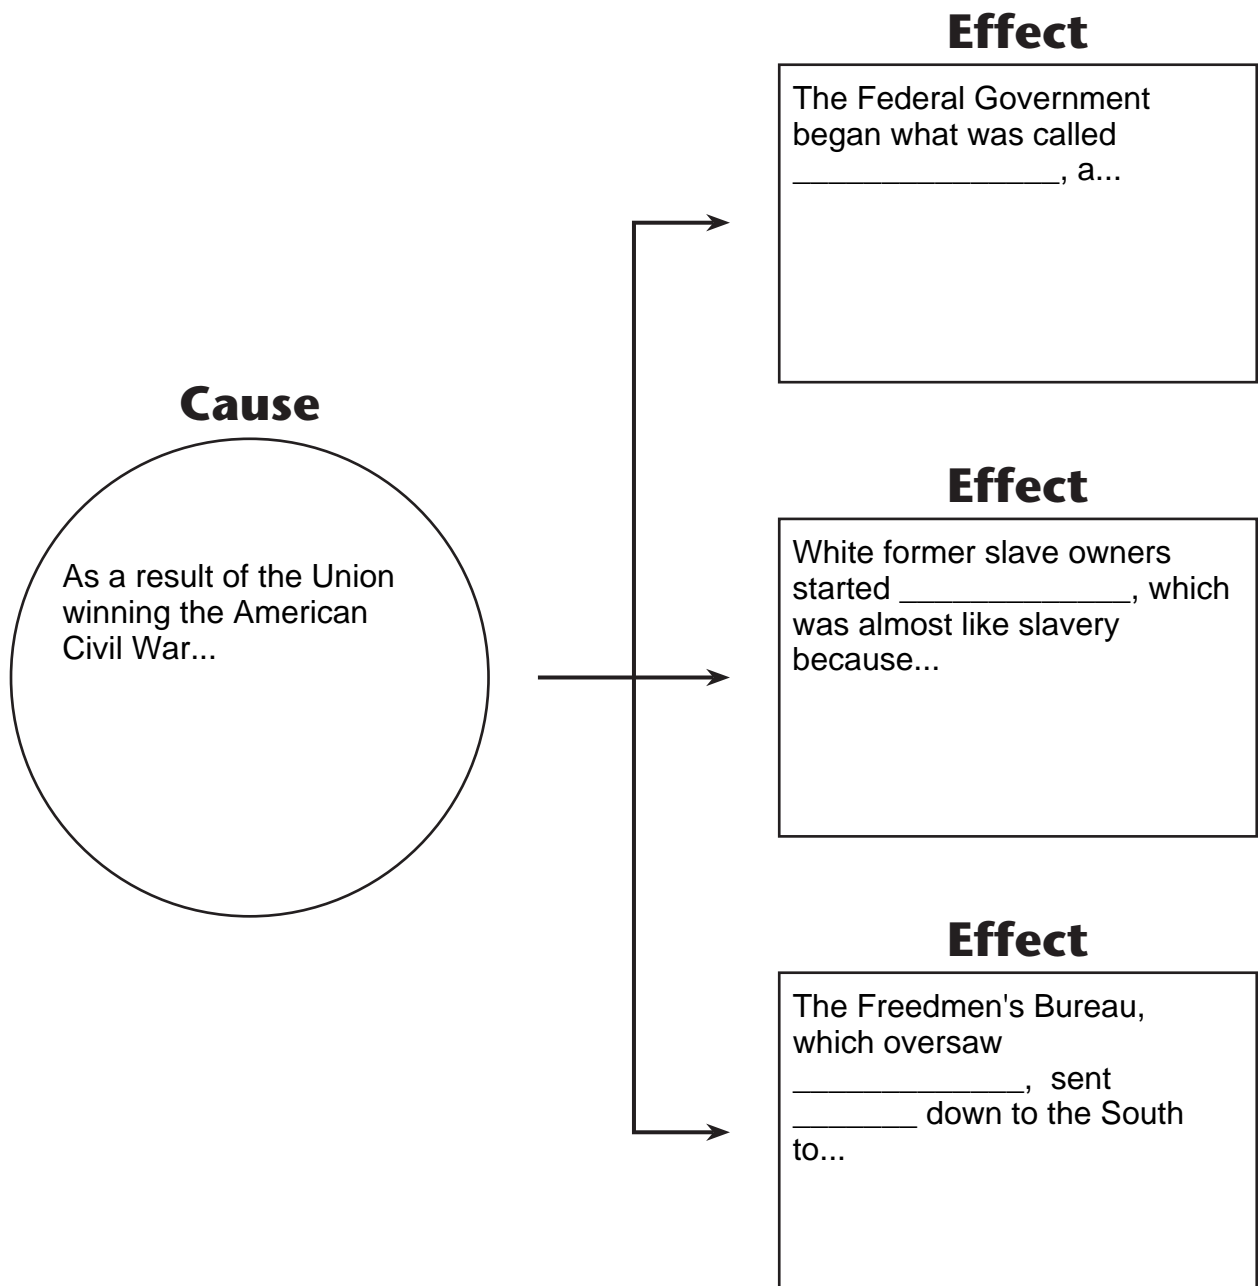 Cause
As a result of the Union
winning the American
Civil War...
Effect
The Federal Government
began what was called
_______________, a...
Effect
White former slave owners
started _____________, which
was almost like slavery
because...
Effect
The Freedmen's Bureau,
which oversaw
_____________,  sent
_______ down to the South
to...